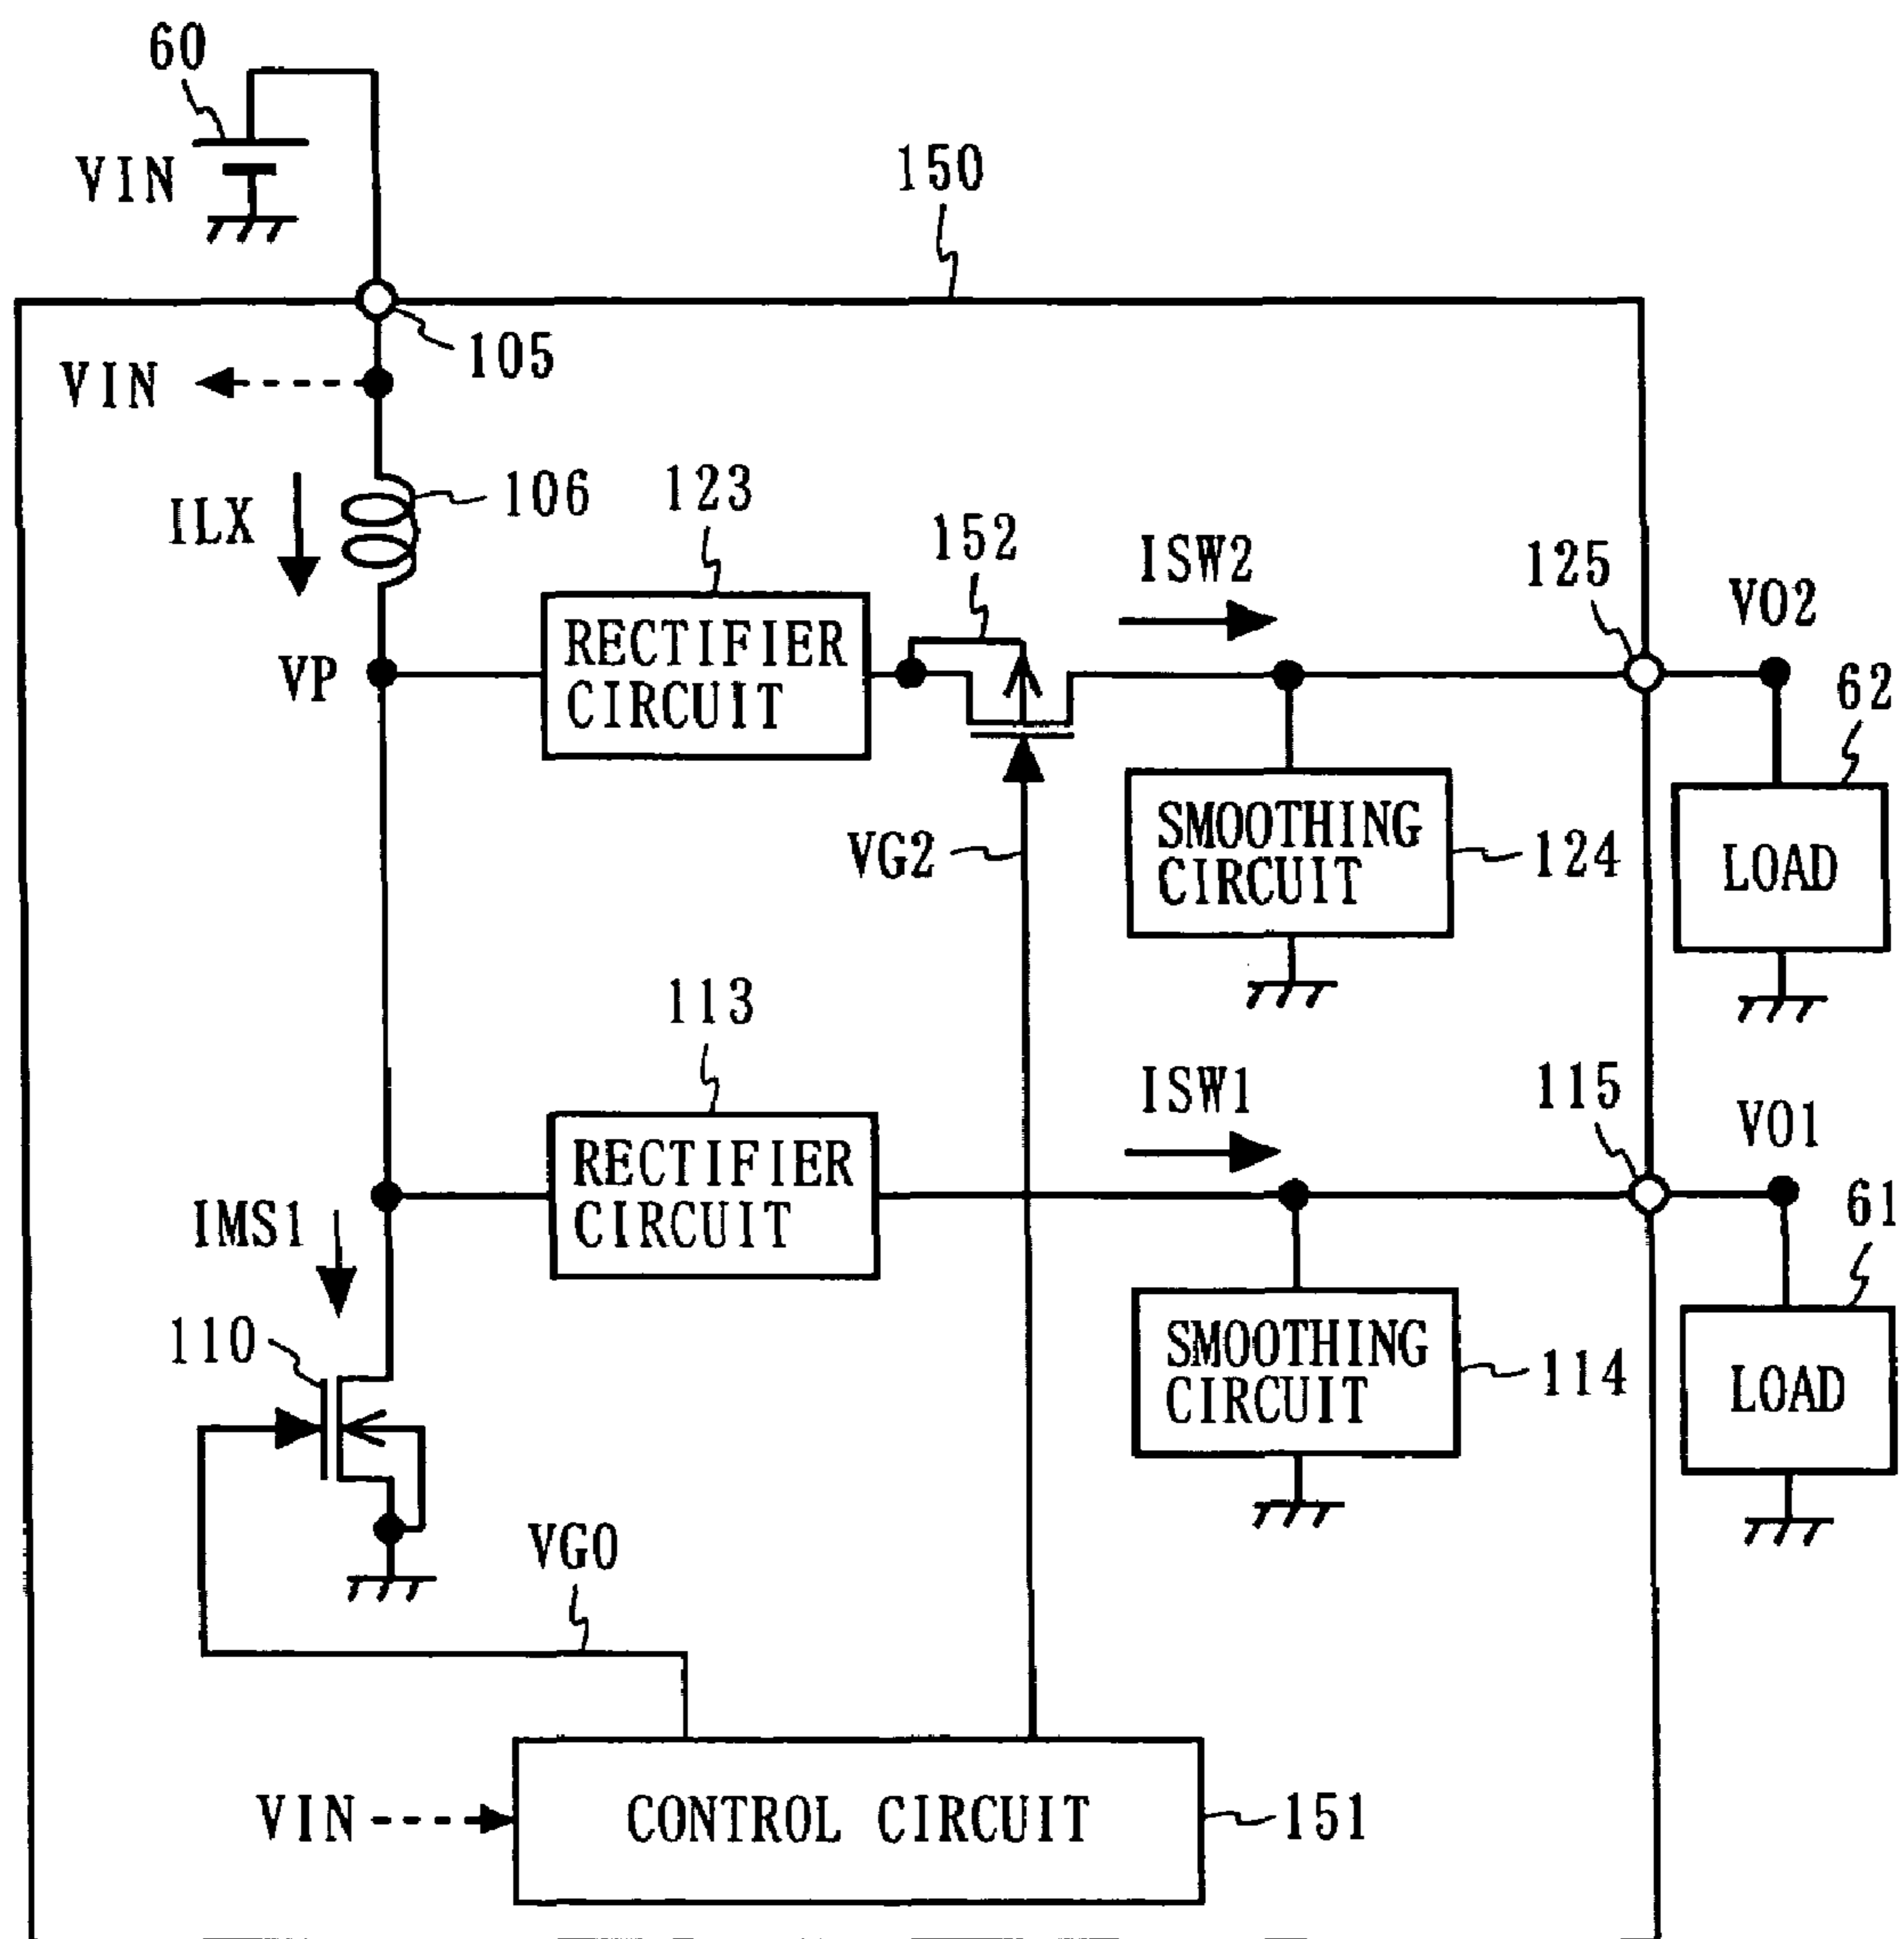 60
VIN
150
105
VIN
106
ILX
123
152
ISW2
125
VO2
RECTIFIER
CIRCUIT
VP
62
SMOOTHING
CIRCUIT
VG2
124
LOAD
113
ISW1
115
VO1
RECTIFIER
CIRCUIT
61
IMS1
110
SMOOTHING
CIRCUIT
114
LOAD
VG0
VIN
CONTROL CIRCUIT
151